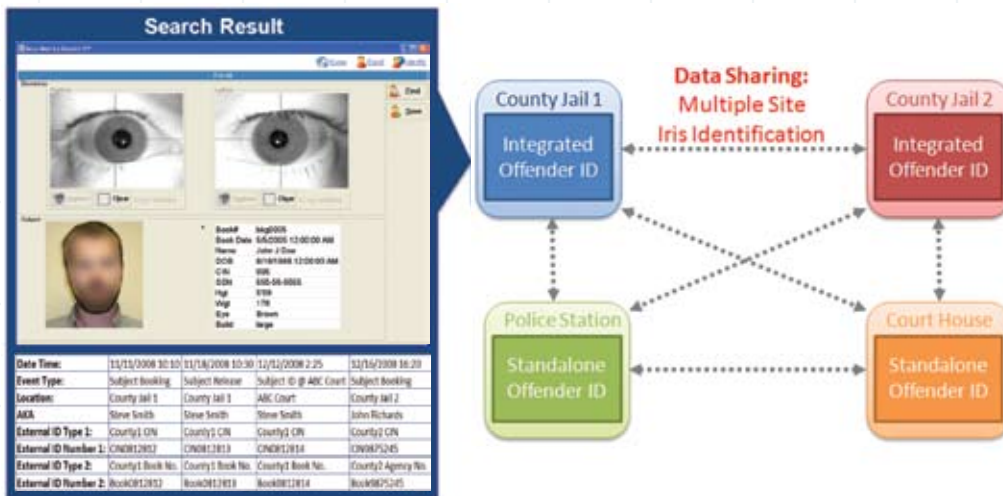 Search Result
Book#
Book Date 5/5/2005 12:00:00 AM
Name John J Doe
DOB 12:00:00 AM
CIN
SSN
Hgt
Wgt 178
Eye Brown
Build large
Date Time: 11/11/2008 10:10 11/18/2008 10:30 12/12/2008 2:25 12/16/2008 16:20
Event Type: Subject Booking Subject Release Subject ID @ ABC Court Subject Booking
Location: County Jail 1 County Jail 1 ABC Court County Jail 2
AKA: Steve Smith Steve Smith Steve Smith John Richards
External ID Type 1: County1 CIN County1 CIN County1 CIN County2 CIN
External ID Number 1: CIN0812812 CIN0812813 CIN0812814 CIN9875245
External ID Type 2: County1 Book No. County1 Book No. County1 Book No. County2 Agency No.
External ID Number 2: Book0812812 Book0812813 Book0812814 Book9875245
Data Sharing:
Multiple Site
Iris Identification
County Jail 1
Integrated
Offender ID
County Jail 2
Integrated
Offender ID
Police Station
Standalone
Offender ID
Court House
Standalone
Offender ID